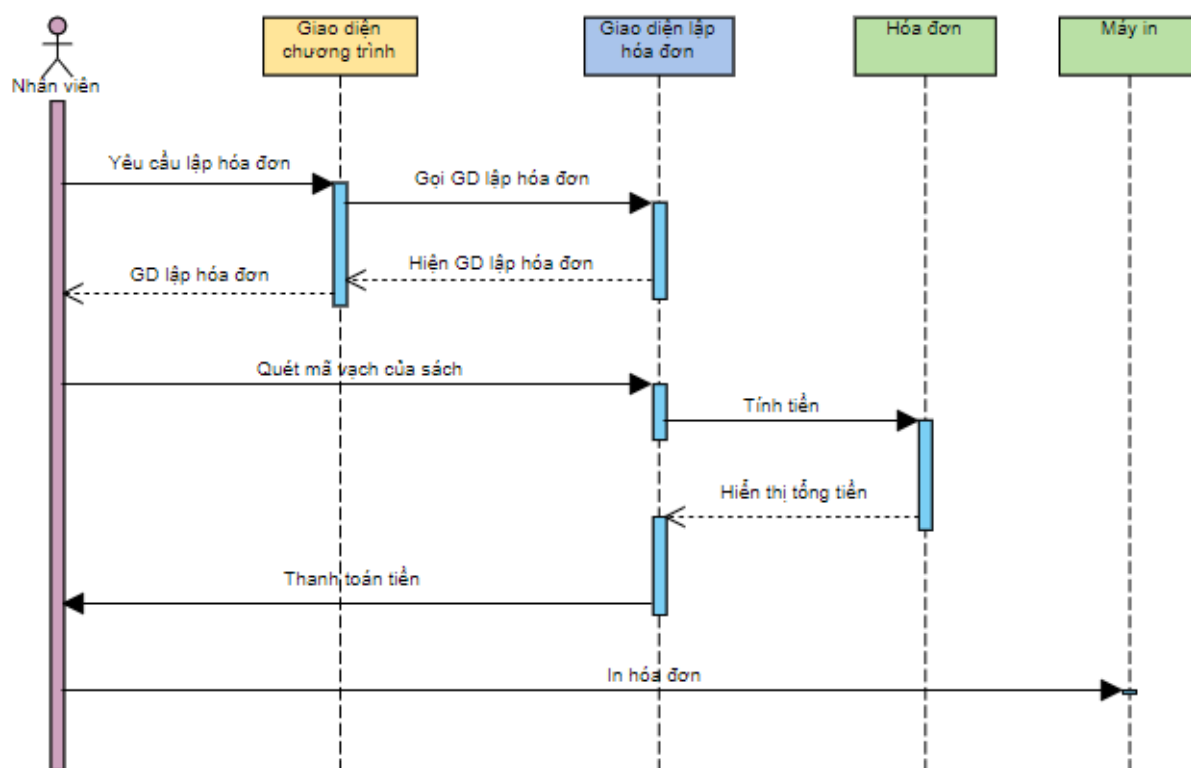 Giao diện
chương trình
Giao diện lập
hóa đơn
Hóa đơn
Máy in
Nhân viên
Yêu cầu lập hóa đơn
Gọi GD lập hóa đơn
Hiện GD lập hóa đơn
GD lập hóa đơn
Quét mã vạch của sách
Tính tiền
Hiển thị tổng tiền
Thanh toán tiền
In hóa đơn